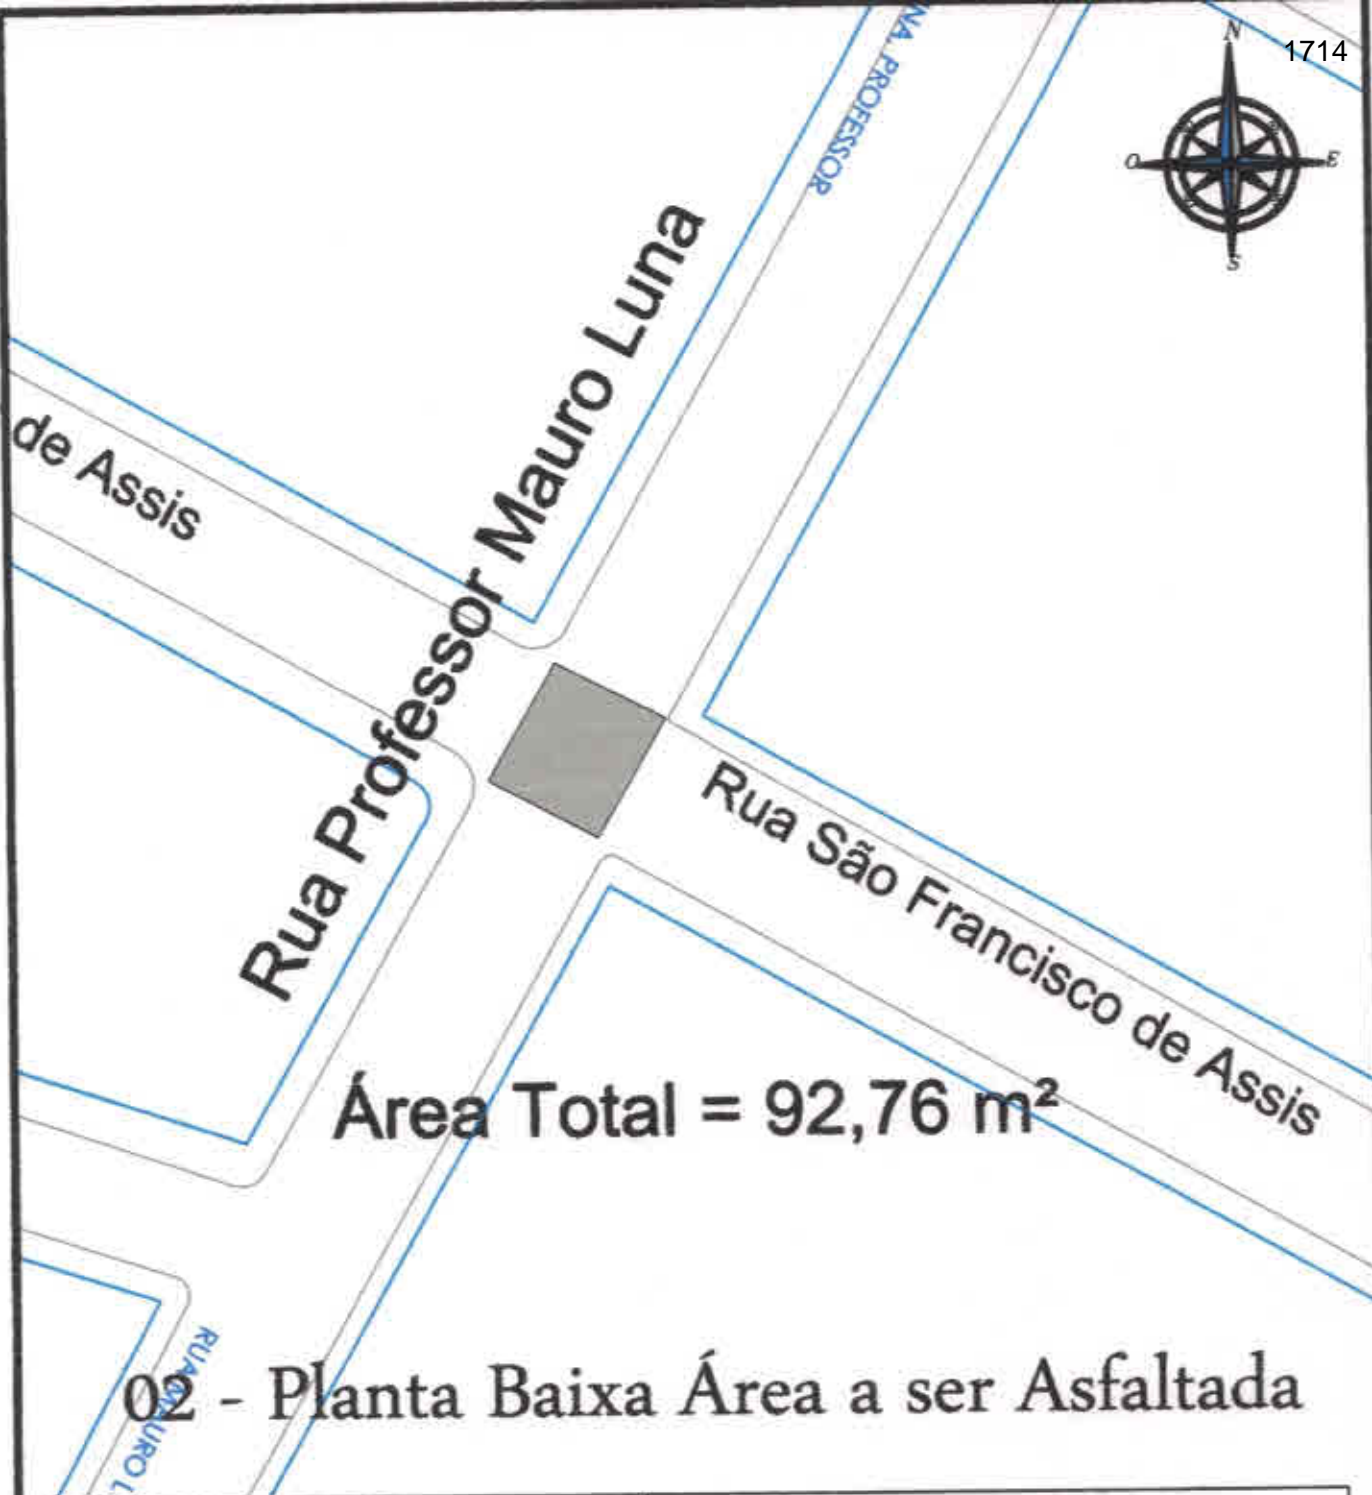 1714
N
O
E
S
NA, PROFESSOR
Rua Professor Mauro Luna
de Assis
Rua São Francisco de Assis
Área Total = 92,76 m²
RUA MAURO L
02 - Planta Baixa Área a ser Asfaltada